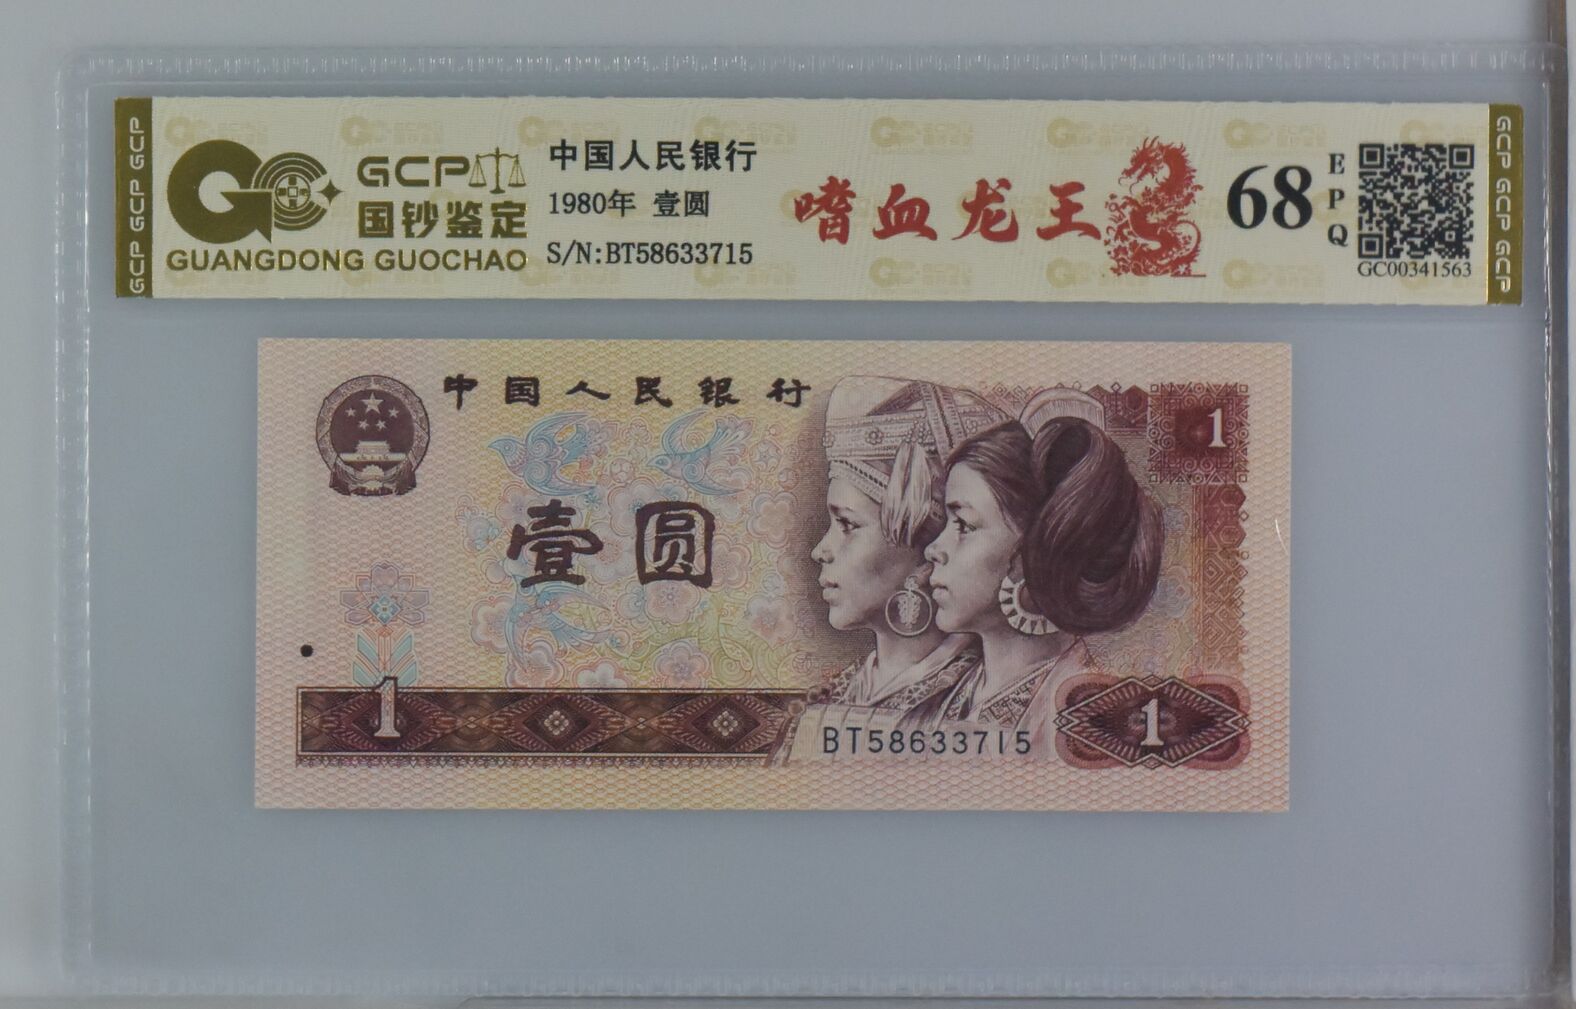 GCP GCP GCP
GCP
国钞鉴定
GUANGDONG GUOCHAO
中国人民银行
1980年 壹圆
S/N:BT58633715
嗜血龙王
68
EPQ
GC00341563
GCP GCP GCP
中国人民银行
1
壹圆
1
BT58633715
1